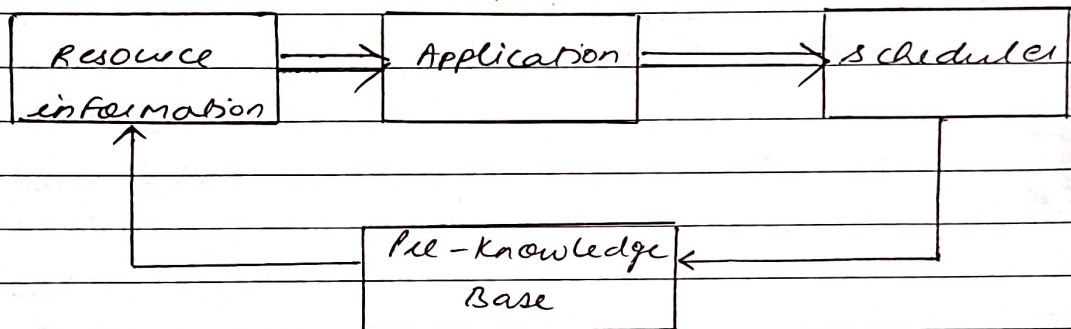 Resource
information
Application
scheduler
Pre-Knowledge
Base